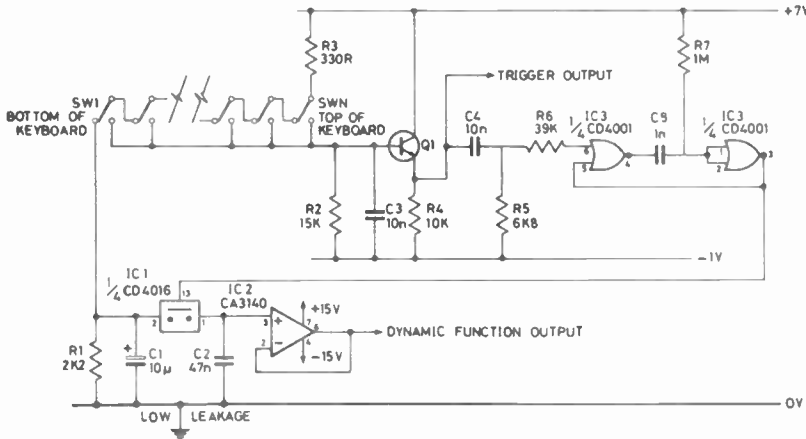 +7V
R3
330R
R7
1M
TRIGGER OUTPUT
SW1
BOTTOM OF
KEYBOARD
SWN
TOP OF
KEYBOARD
C4
10n
R6
39K
1/4 IC3
CD4001
C5
1n
1/4 IC3
CD4001
Q1
6
5
4
1
2
3
R2
15K
C3
10n
R4
10K
R5
6K8
-1V
1/4 IC1
CD4016
13
2
1
IC2
CA3140
+15V
3
2
7
6
4
-15V
DYNAMIC FUNCTION OUTPUT
R1
2K2
+
C1
10μ
C2
47n
LOW LEAKAGE
0V